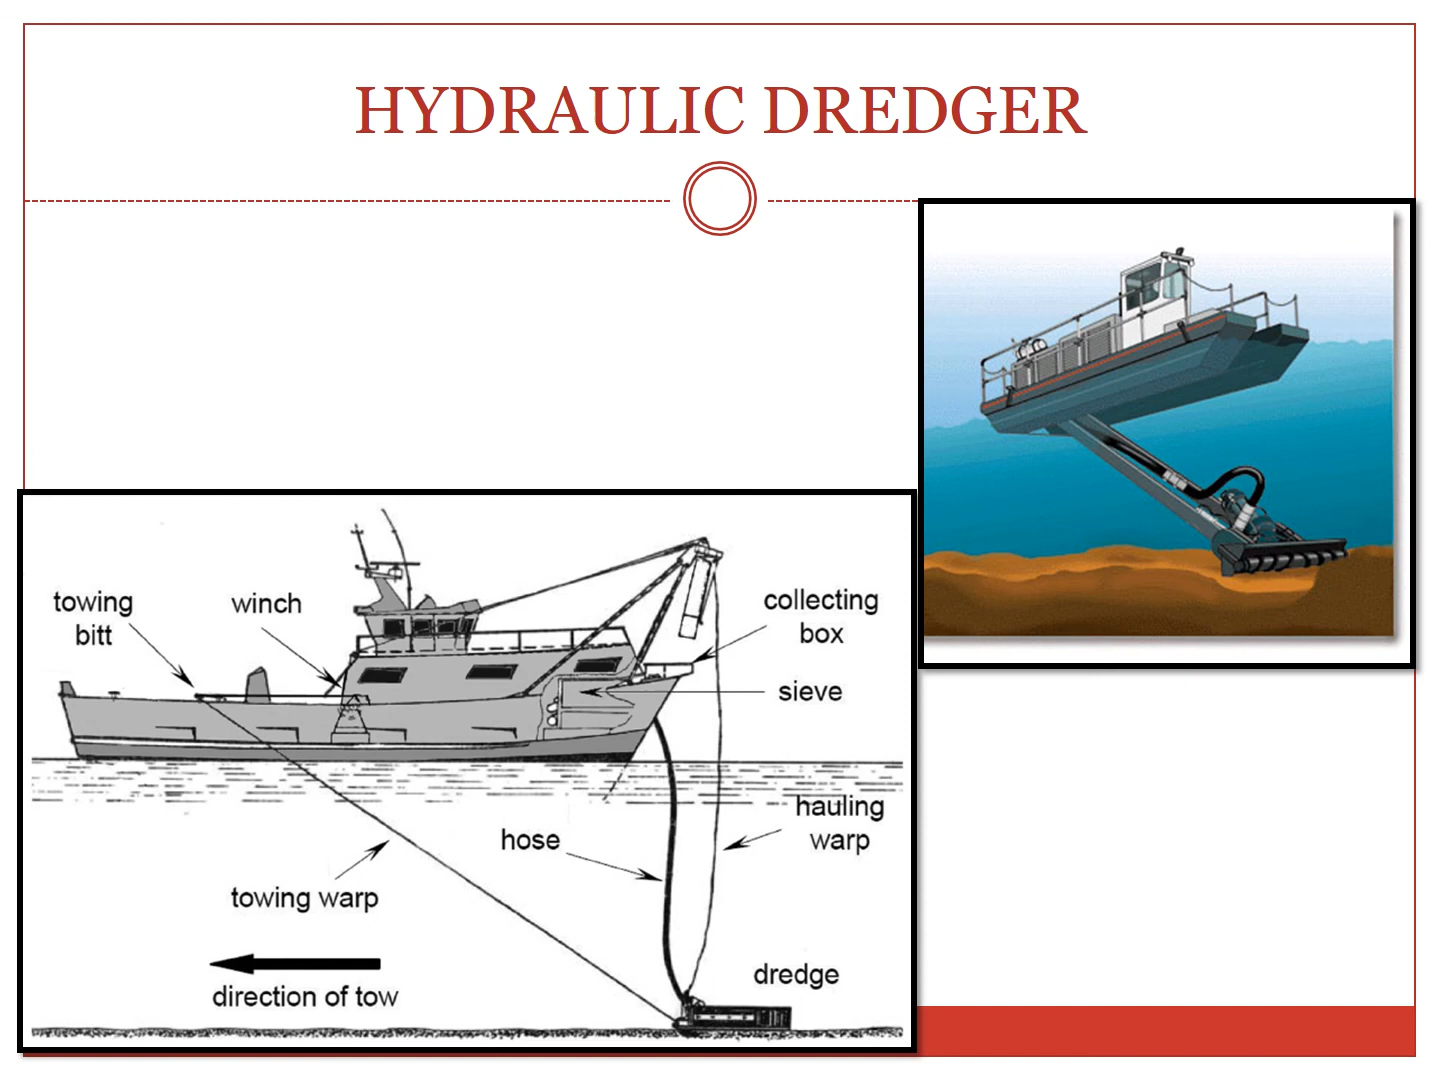 HYDRAULIC DREDGER
towing
bitt
winch
collecting
box
sieve
hauling
warp
hose
towing warp
dredge
direction of tow